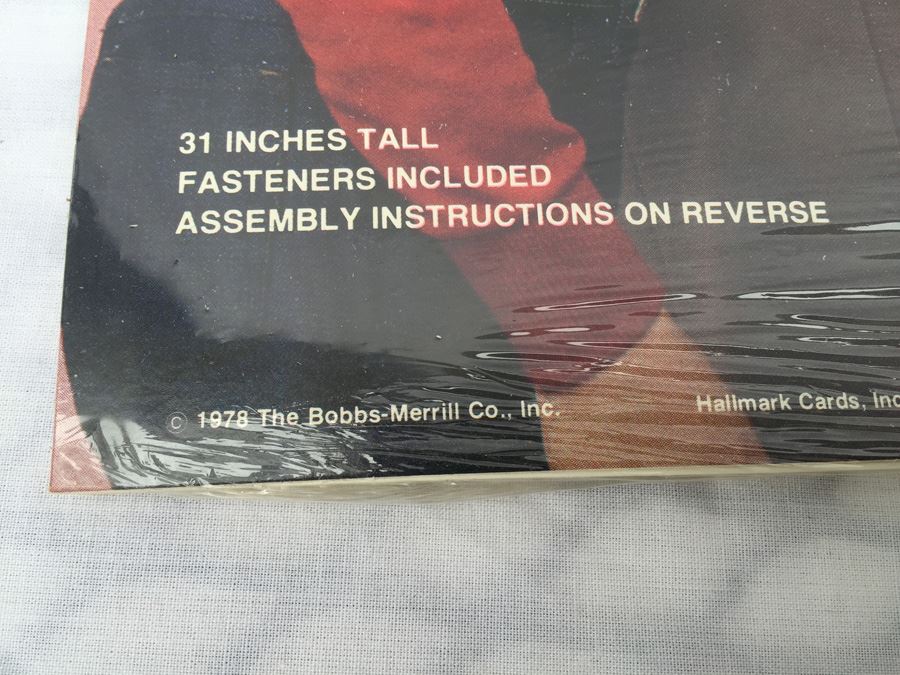 31 INCHES TALL
FASTENERS INCLUDED
ASSEMBLY INSTRUCTIONS ON REVERSE
© 1978 The Bobbs-Merrill Co., Inc.
Hallmark Cards, Inc